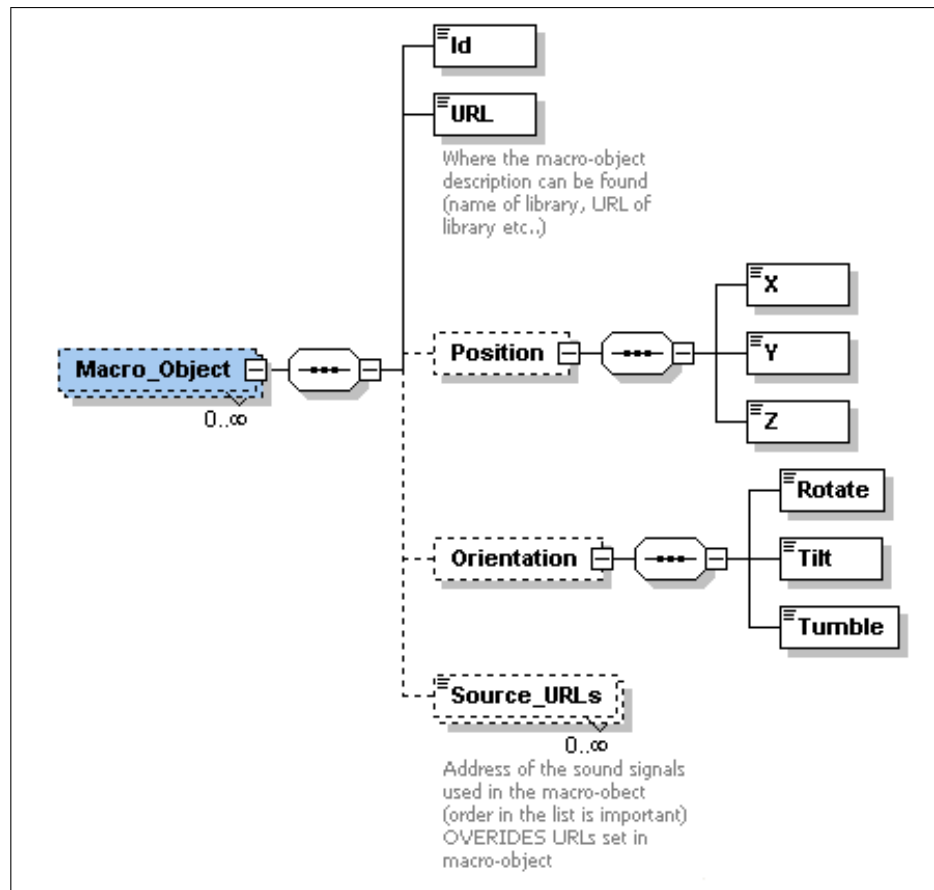 Id
URL
Where the macro-object
description can be found
(name of library, URL of
library etc..)
Macro_Object
0..∞
Position
X
Y
Z
Orientation
Rotate
Tilt
Tumble
Source_URLs
0..∞
Address of the sound signals
used in the macro-obect
(order in the list is important)
OVERIDES URLs set in
macro-object